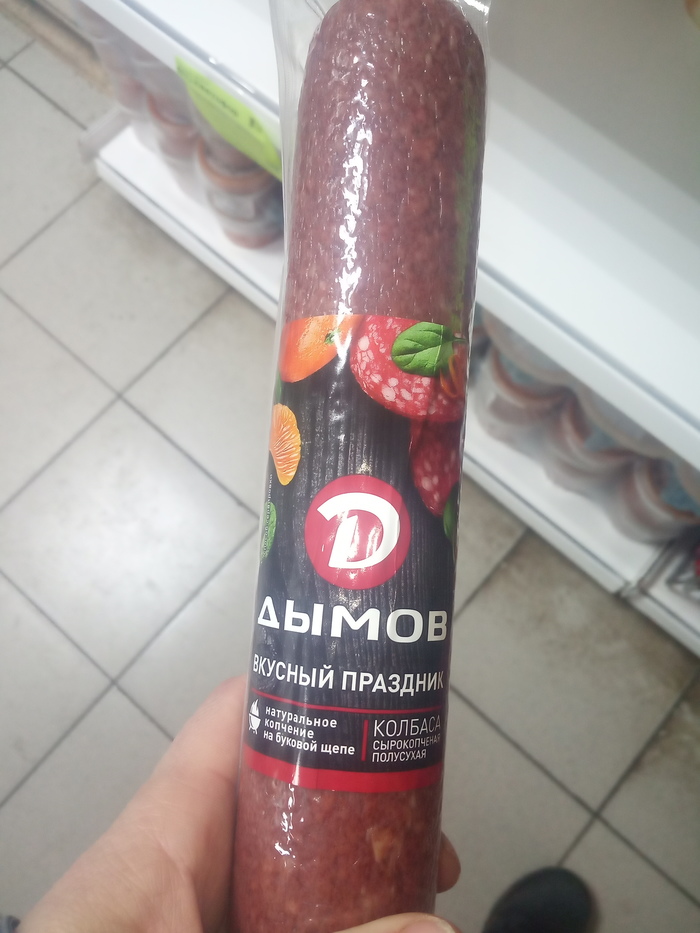 Д
ДЫМОВ
ВКУСНЫЙ ПРАЗДНИК
натуральное
копчение
на буковой щепе
КОЛБАСА
СЫРОКОПЧЕНАЯ
ПОЛУСУХАЯ